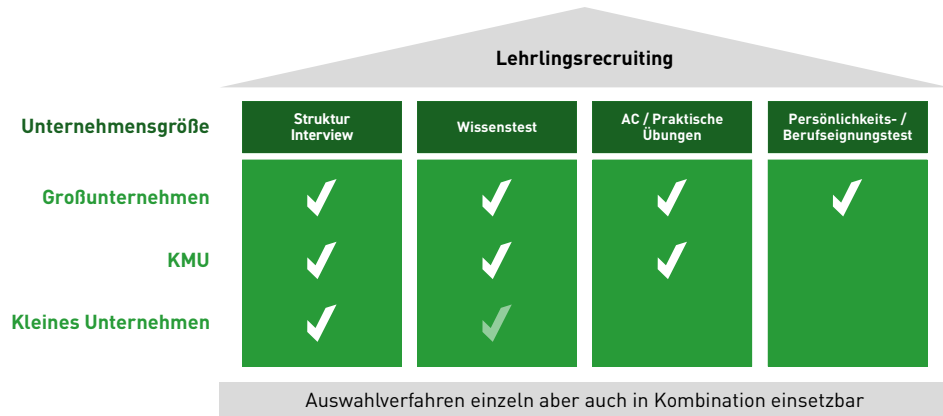 Lehrlingsrecruiting
Unternehmensgröße
Struktur
Interview
Wissenstest
AC / Praktische
Übungen
Persönlichkeits- /
Berufseignungstest
Großunternehmen
KMU
Kleines Unternehmen
Auswahlverfahren einzeln aber auch in Kombination einsetzbar